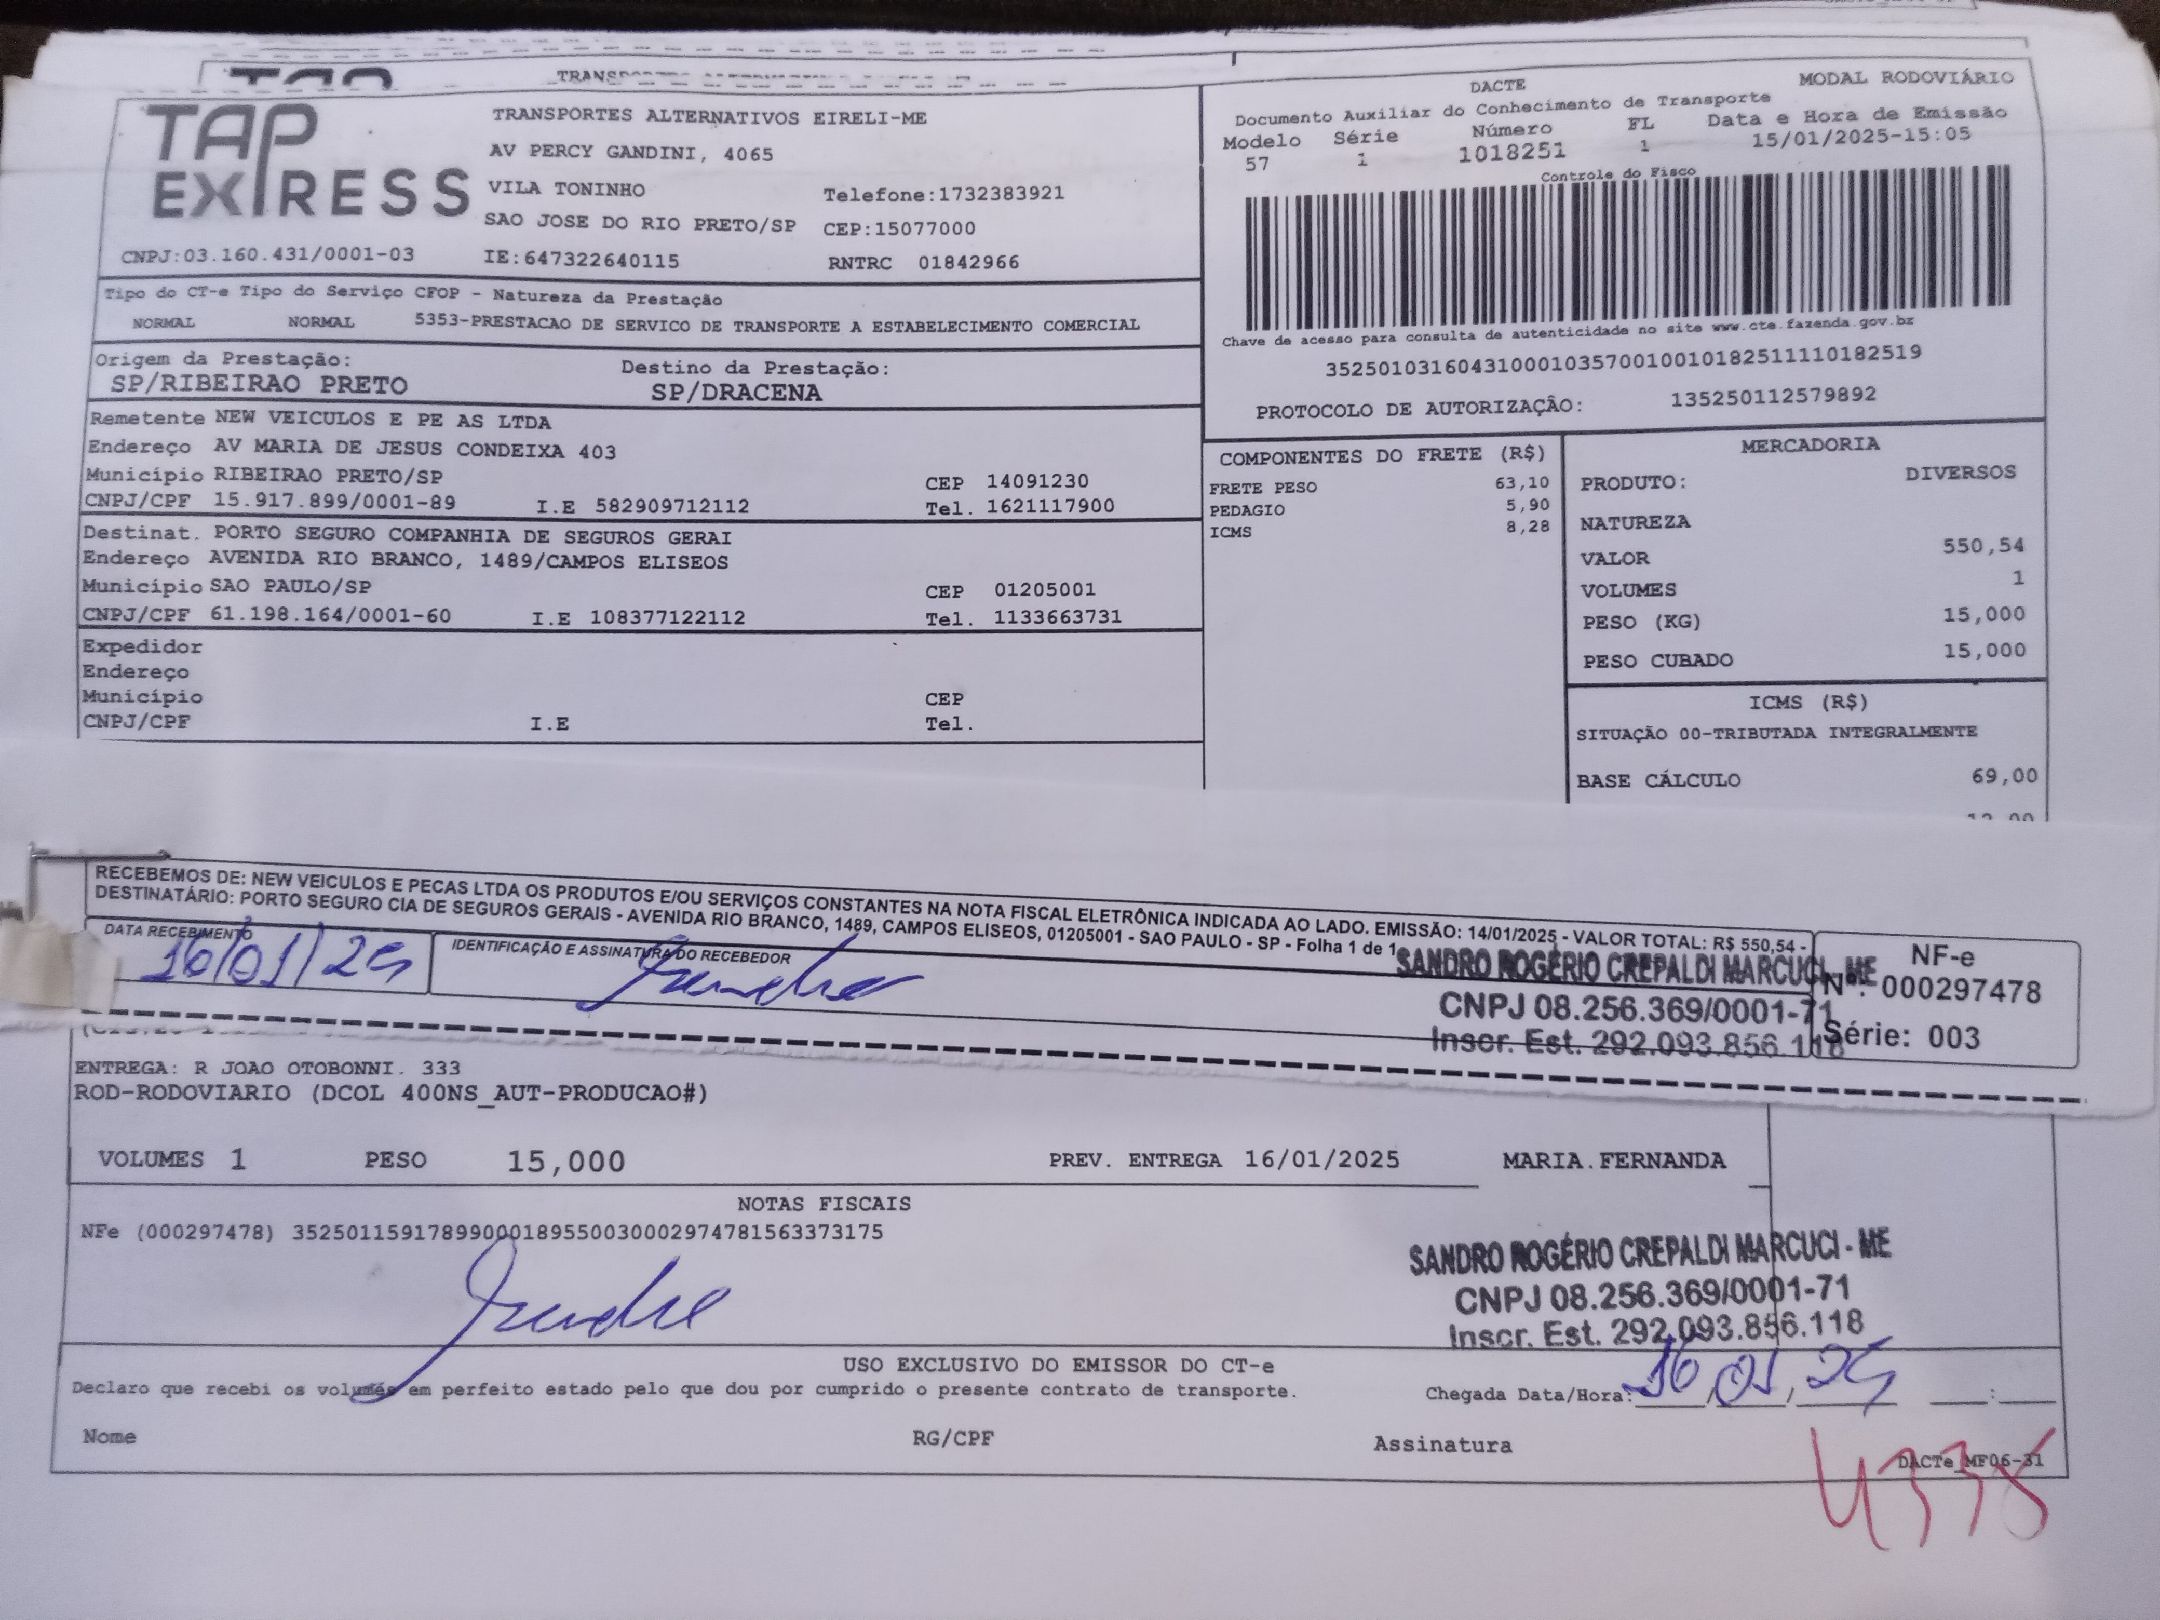 TAP EXPRESS
TRANSPORTES ALTERNATIVOS EIRELI-ME
AV PERCY GANDINI, 4065
VILA TONINHO Telefone:1732383921
SAO JOSE DO RIO PRETO/SP CEP:15077000
CNPJ:03.160.431/0001-03 IE:647322640115 RNTRC 01842966
DACTE MODAL RODOVIÁRIO
Documento Auxiliar do Conhecimento de Transporte
Modelo Série Número FL Data e Hora de Emissão
57 1 1018251 1 15/01/2025-15:05
Controle do Fisco
Chave de acesso para consulta de autenticidade no site www.cte.fazenda.gov.bz
35250103160431000103570010010182511110182519
PROTOCOLO DE AUTORIZAÇÃO: 135250112579892
Tipo do CT-e Tipo do Serviço CFOP - Natureza da Prestação
NORMAL NORMAL 5353-PRESTACAO DE SERVICO DE TRANSPORTE A ESTABELECIMENTO COMERCIAL
Origem da Prestação: Destino da Prestação:
SP/RIBEIRAO PRETO SP/DRACENA
Remetente NEW VEICULOS E PE AS LTDA
Endereço AV MARIA DE JESUS CONDEIXA 403
Município RIBEIRAO PRETO/SP CEP 14091230
CNPJ/CPF 15.917.899/0001-89 I.E 582909712112 Tel. 1621117900
Destinat. PORTO SEGURO COMPANHIA DE SEGUROS GERAI
Endereço AVENIDA RIO BRANCO, 1489/CAMPOS ELISEOS
Município SAO PAULO/SP CEP 01205001
CNPJ/CPF 61.198.164/0001-60 I.E 108377122112 Tel. 1133663731
Expedidor
Endereço
Município CEP
CNPJ/CPF I.E Tel.
COMPONENTES DO FRETE (R$)
FRETE PESO 63,10
PEDAGIO 5,90
ICMS 8,28
MERCADORIA
PRODUTO: DIVERSOS
NATUREZA
VALOR 550,54
VOLUMES 1
PESO (KG) 15,000
PESO CUBADO 15,000
ICMS (R$)
SITUAÇÃO 00-TRIBUTADA INTEGRALMENTE
BASE CÁLCULO 69,00
RECEBEMOS DE: NEW VEICULOS E PECAS LTDA OS PRODUTOS E/OU SERVIÇOS CONSTANTES NA NOTA FISCAL ELETRÔNICA INDICADA AO LADO. EMISSÃO: 14/01/2025 - VALOR TOTAL: R$ 550,54 -
DESTINATÁRIO: PORTO SEGURO CIA DE SEGUROS GERAIS - AVENIDA RIO BRANCO, 1489, CAMPOS ELISEOS, 01205001 - SAO PAULO - SP - Folha 1 de 1
DATA RECEBIMENTO IDENTIFICAÇÃO E ASSINATURA DO RECEBEDOR
16/01/25
SANDRO ROGÉRIO CREPALDI MARCUCI - ME
CNPJ 08.256.369/0001-71
Inscr. Est. 292.093.856.118
NF-e
Nº: 000297478
Série: 003
ENTREGA: R JOAO OTOBONNI. 333
ROD-RODOVIARIO (DCOL 400NS_AUT-PRODUCAO#)
VOLUMES 1 PESO 15,000 PREV. ENTREGA 16/01/2025 MARIA.FERNANDA
NOTAS FISCAIS
NFe (000297478) 35250115917899000189550030002974781563373175
SANDRO ROGÉRIO CREPALDI MARCUCI - ME
CNPJ 08.256.369/0001-71
Inscr. Est. 292.093.856.118
USO EXCLUSIVO DO EMISSOR DO CT-e
Declaro que recebi os volumes em perfeito estado pelo que dou por cumprido o presente contrato de transporte. Chegada Data/Hora: 16/01/25 __:__
Nome RG/CPF Assinatura
DACTe_MF06-31